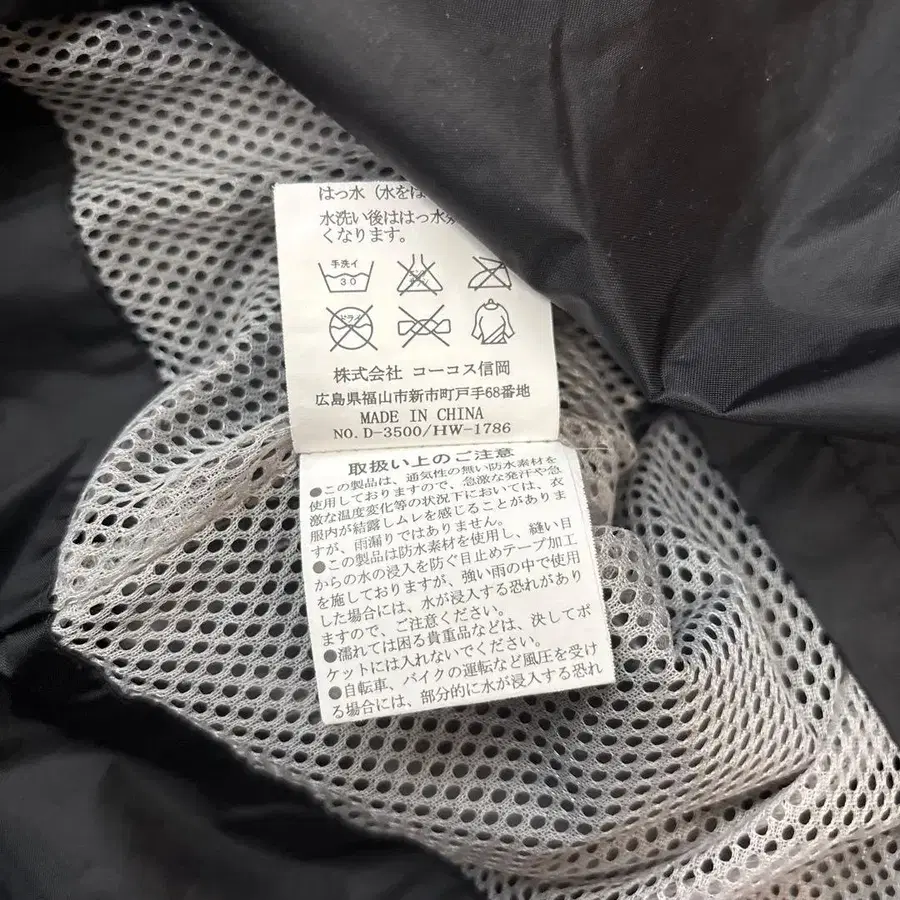 はっ水（水をは
水洗い後ははっ水
くなります。
手洗イ
30
エンソ
サラシ
ドライ
株式会社 コーコス信岡
広島県福山市新市町戸手68番地
MADE IN CHINA
NO. D-3500/HW-1786
取扱い上のご注意
●この製品は、通気性の無い防水素材を
使用しておりますので、急激な発汗や急
激な温度変化等の状況下においては、衣
服内が結露しムレを感じることがありま
すが、雨漏りではありません。
●この製品は防水素材を使用し、縫い目
からの水の浸入を防ぐ目止めテープ加工
を施しておりますが、強い雨の中で使用
した場合には、水が浸入する恐れがあり
ますので、ご注意ください。
●濡れては困る貴重品などは、決してポ
ケットには入れないでください。
●自転車、バイクの運転など風圧を受け
る場合には、部分的に水が浸入する恐れ